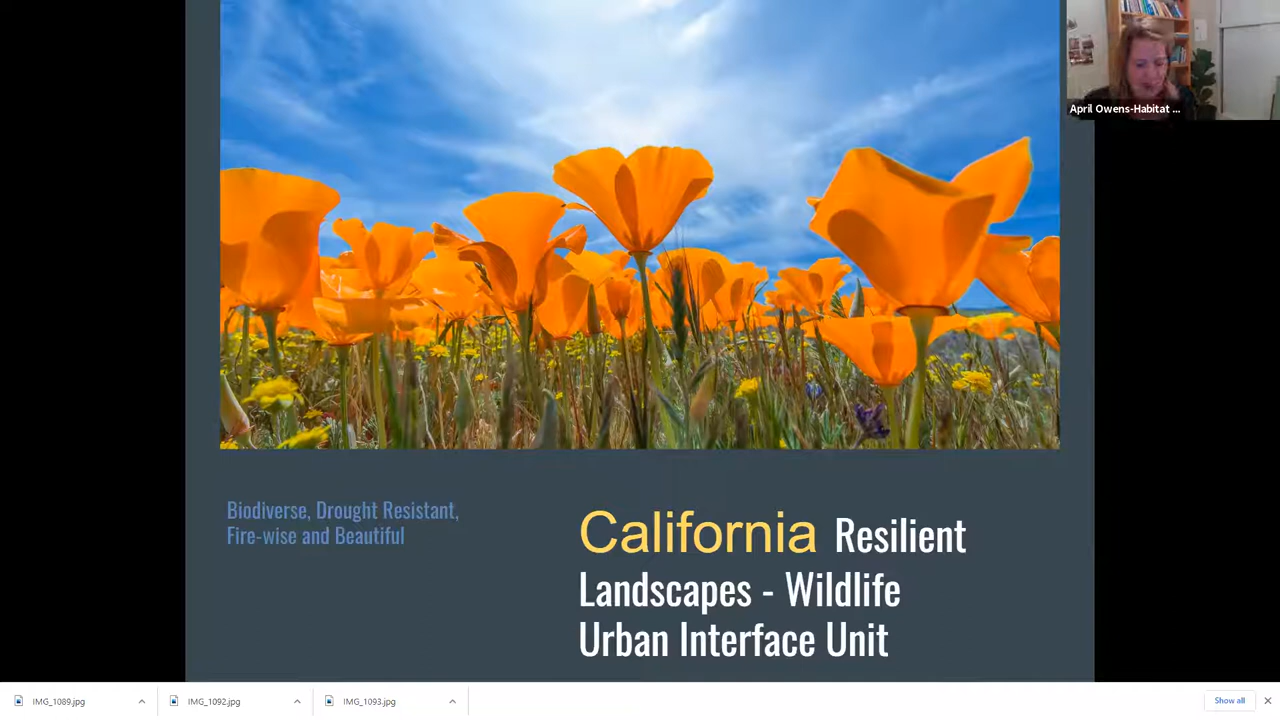 April Owens-Habitat ...
Biodiverse, Drought Resistant,
Fire-wise and Beautiful
California Resilient
Landscapes - Wildlife
Urban Interface Unit
IMG_1089.jpg
IMG_1092.jpg
IMG_1093.jpg
Show all